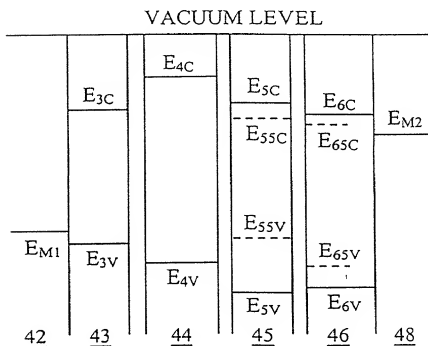 VACUUM LEVEL
E4C
E3C E5C E6C
EM2
E55C E65C
E55V
EM1 E3V E65V
E4V
E5V E6V
42 43 44 45 46 48